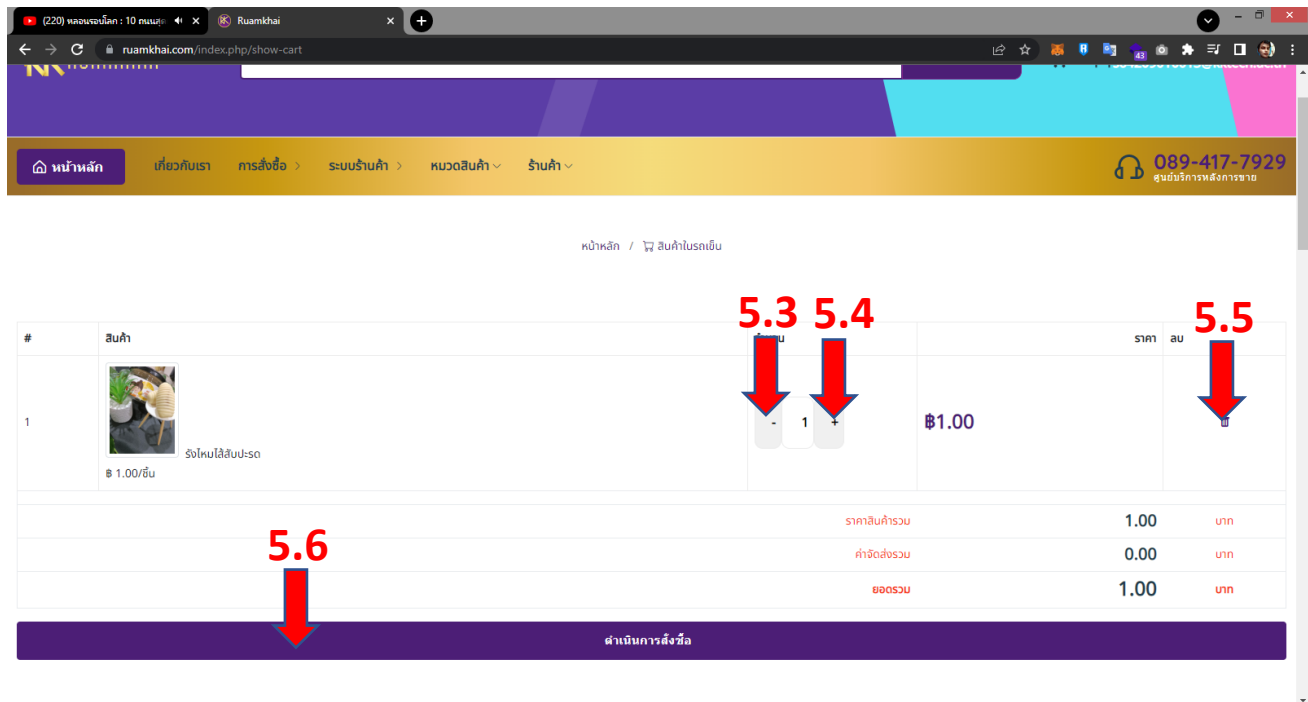 (220) หลอนรอบโลก : 10 ถนนสุด
Ruamkhai
ruamkhai.com/index.php/show-cart
43
หน้าหลัก
เกี่ยวกับเรา
การสั่งซื้อ
ระบบร้านค้า
หมวดสินค้า
ร้านค้า
089-417-7929
ศูนย์บริการหลังการขาย
หน้าหลัก / สินค้าในรถเข็น
5.3 5.4 5.5
# สินค้า ราคา ลบ
1 รังไหมไส้สับปะรด - 1 + ฿1.00
฿ 1.00/ชิ้น
ราคาสินค้ารวม 1.00 บาท
5.6
ค่าจัดส่งรวม 0.00 บาท
ยอดรวม 1.00 บาท
ดำเนินการสั่งซื้อ